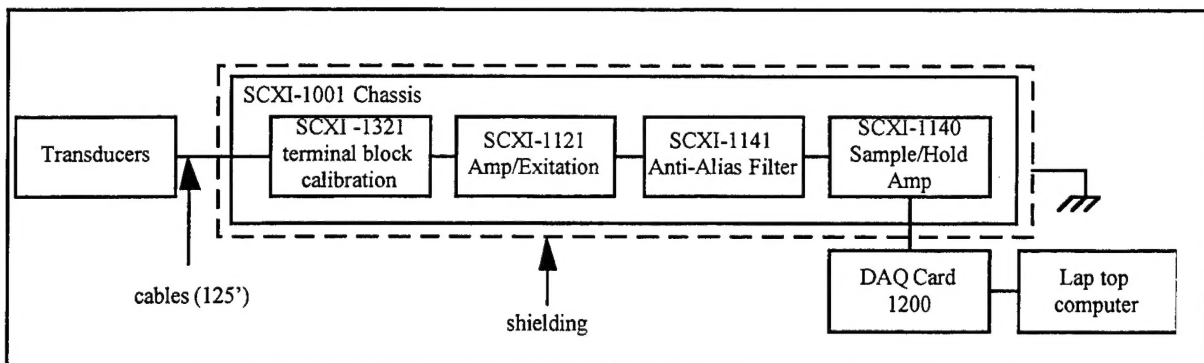 SCXI-1001 Chassis
Transducers
SCXI -1321
terminal block
calibration
SCXI-1121
Amp/Exitation
SCXI-1141
Anti-Alias Filter
SCXI-1140
Sample/Hold
Amp
cables (125')
shielding
DAQ Card
1200
Lap top
computer